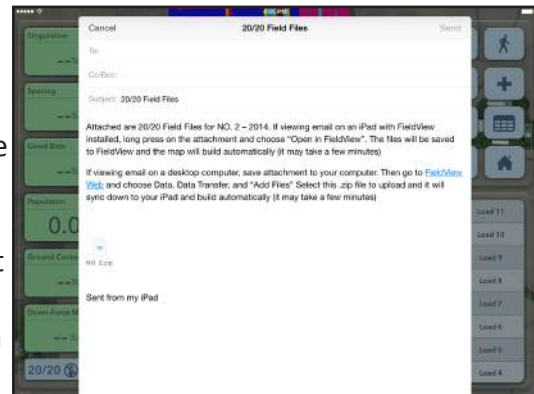 4:05 PM
Cancel
20/20 Field Files
Send
To:
Cc/Bcc:
Subject: 20/20 Field Files
Attached are 20/20 Field Files for NO. 2 – 2014. If viewing email on an iPad with FieldView
installed, long press on the attachment and choose "Open in FieldView". The files will be saved
to FieldView and the map will build automatically (it may take a few minutes)
If viewing email on a desktop computer, save attachment to your computer. Then go to FieldView
Web and choose Data, Data Transfer, and "Add Files" Select this .zip file to upload and it will
sync down to your iPad and build automatically (it may take a few minutes)
Sent from my iPad
Singulation
--%
Spacing
--%
Good Ride
--%
Population
0.0
Ground Conta
--%
Down Force M
--%
20/20
Load 11
Load 10
Load 9
Load 8
Load 7
Load 6
Load 5
Load 4
e
t